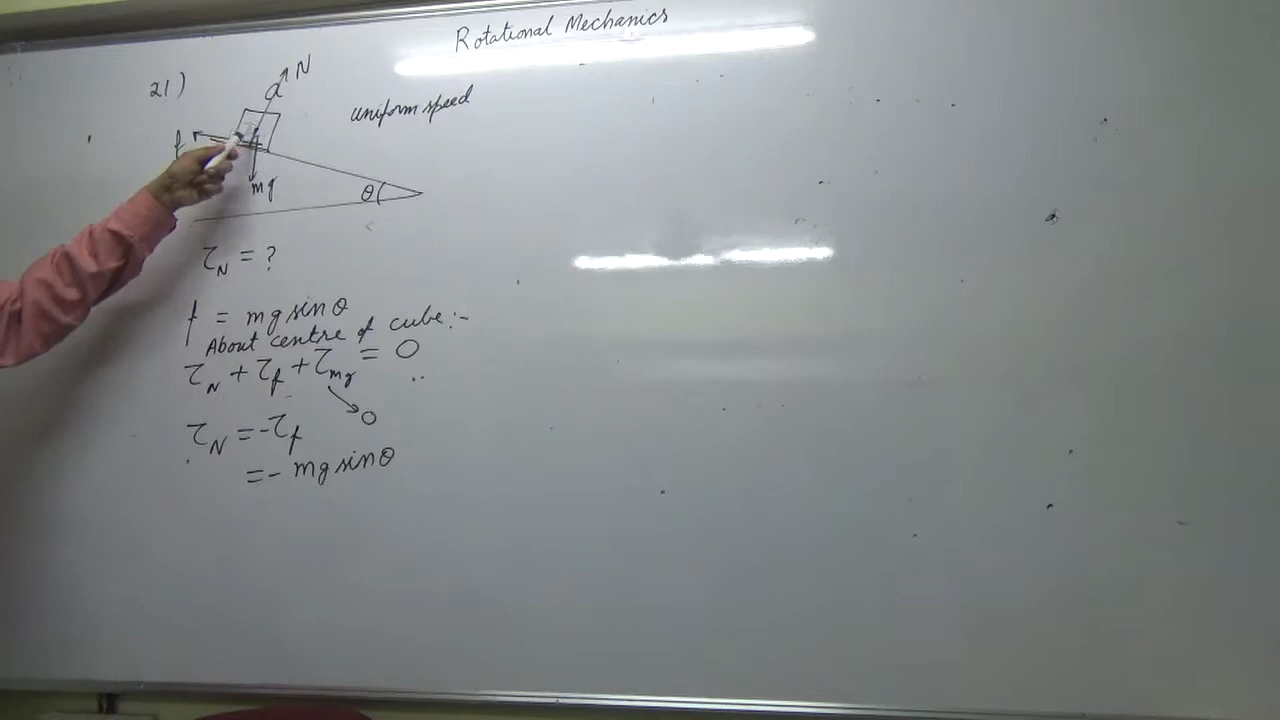 Rotational Mechanics
21)
N
a
uniform speed
f
mg
θ
τ_N = ?
f = mg sin θ
About centre of cube:-
τ_N + τ_f + τ_mg = 0
0
τ_N = -τ_f
= - mg sin θ